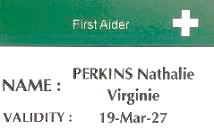 First Aider
NAME : PERKINS Nathalie
Virginie
VALIDITY : 19-Mar-27